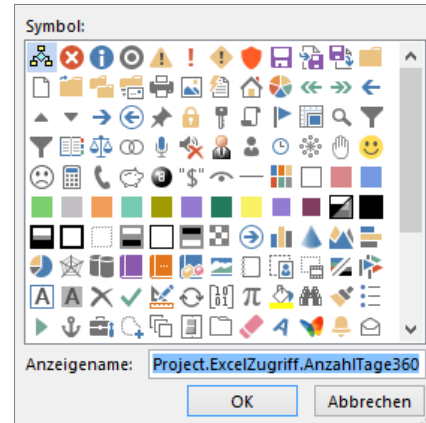 Symbol:
"$"
A A
Anzeigename: Project.ExcelZugriff.AnzahlTage360
OK Abbrechen